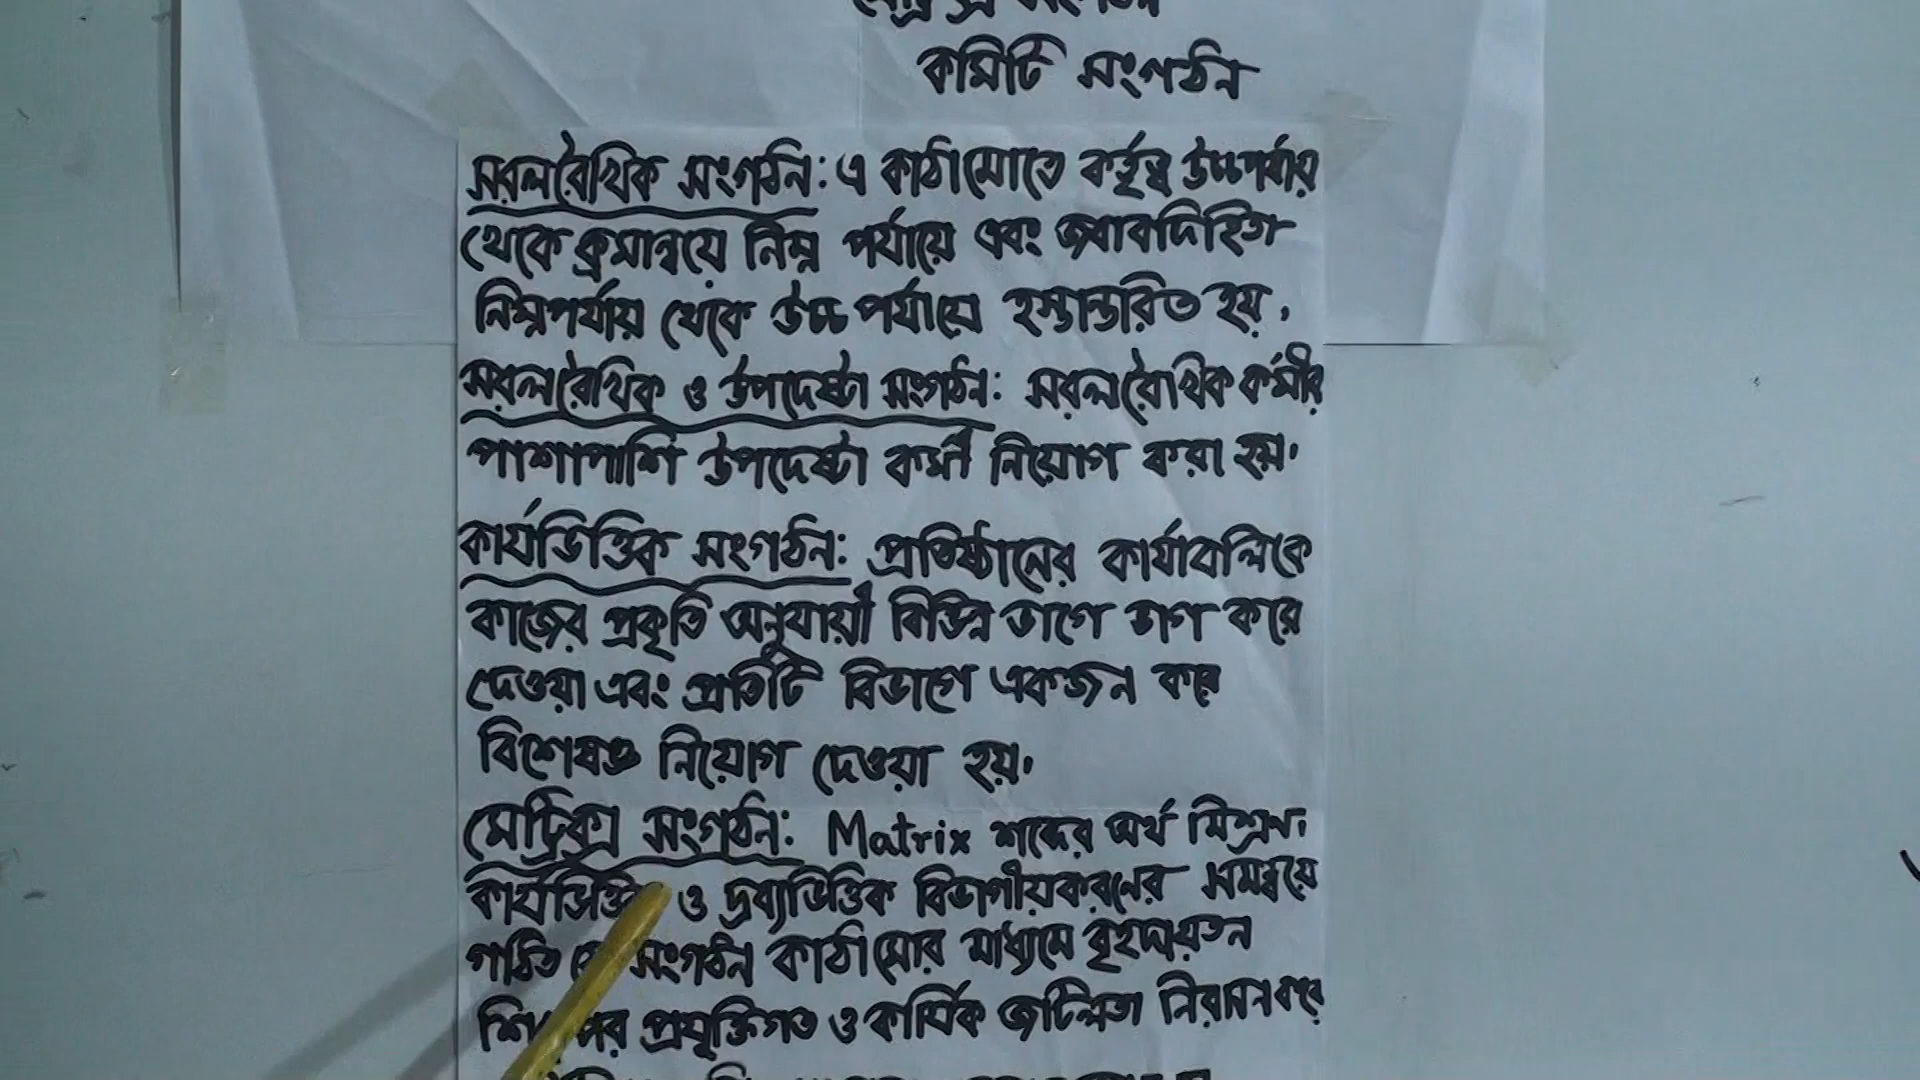 কমিটি সংগঠন
সরলরৈখিক সংগঠন: এ কাঠামোতে কর্তৃত্ব উচ্চপর্যায়
থেকে ক্রমান্বয়ে নিম্ন পর্যায়ে এবং জবাবদিহিতা
নিম্নপর্যায় থেকে উচ্চ পর্যায়ে হস্তান্তরিত হয়.
সরলরৈখিক ও উপদেষ্টা সংগঠন: সরলরৈখিক কর্মীর
পাশাপাশি উপদেষ্টা কর্মী নিয়োগ করা হয়.
কার্যভিত্তিক সংগঠন: প্রতিষ্ঠানের কার্যাবলিকে
কাজের প্রকৃতি অনুযায়ী বিভিন্ন ভাগে ভাগ করে
দেওয়া এবং প্রতিটি বিভাগে একজন করে
বিশেষজ্ঞ নিয়োগ দেওয়া হয়.
মেট্রিক্স সংগঠন: Matrix শব্দের অর্থ মিশ্রণ.
ও দ্রব্যভিত্তিক বিভাগীয়করণের সমন্বয়ে
গঠিত সংগঠন কাঠামোর মাধ্যমে বৃহদায়তন
প্রযুক্তিগত ও কার্যিক জটিলতা নিরসন করে